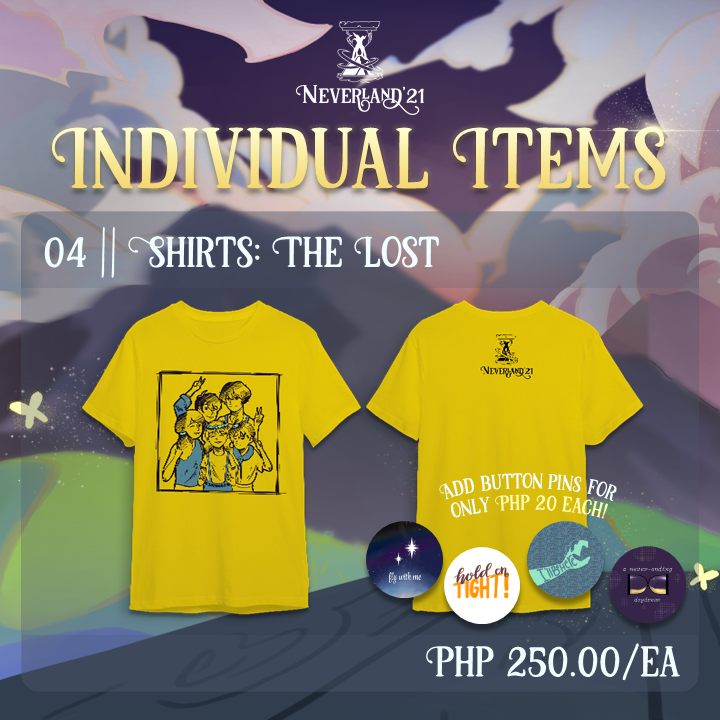 NEVERLAND'21
INDIVIDUAL ITEMS
04 || SHIRTS: THE LOST
NEVERLAND'21
ADD BUTTON PINS FOR
ONLY PHP 20 EACH!
fly with me
hold on
TIGHT!
a never-ending
daydream
PHP 250.00/EA